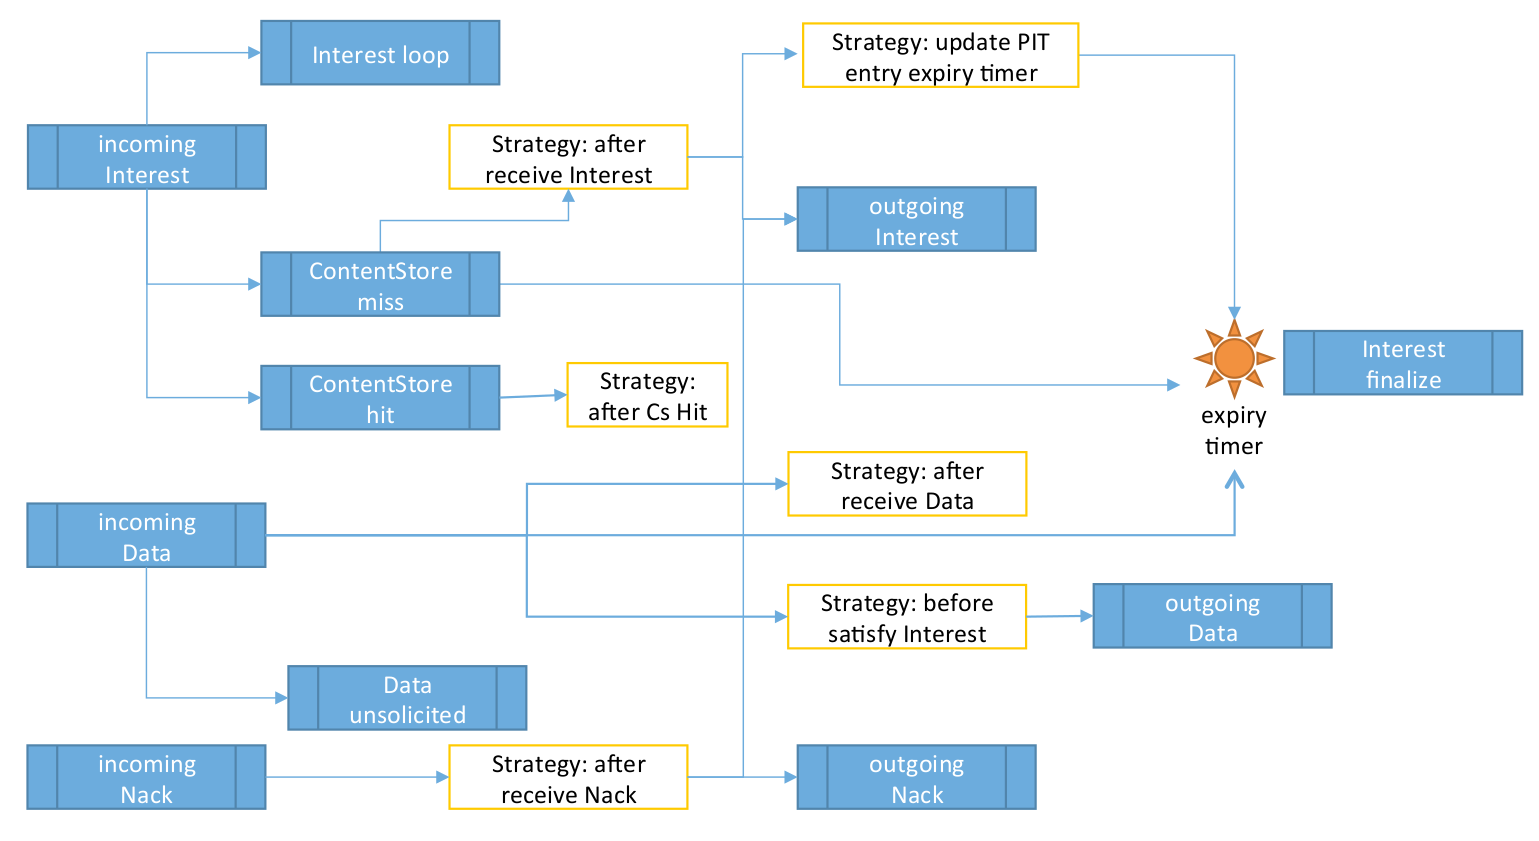 Interest loop
Strategy: update PIT
entry expiry timer
incoming
Interest
Strategy: after
receive Interest
outgoing
Interest
ContentStore
miss
Interest
finalize
expiry
timer
ContentStore
hit
Strategy:
after Cs Hit
Strategy: after
receive Data
incoming
Data
Strategy: before
satisfy Interest
outgoing
Data
Data
unsolicited
incoming
Nack
Strategy: after
receive Nack
outgoing
Nack